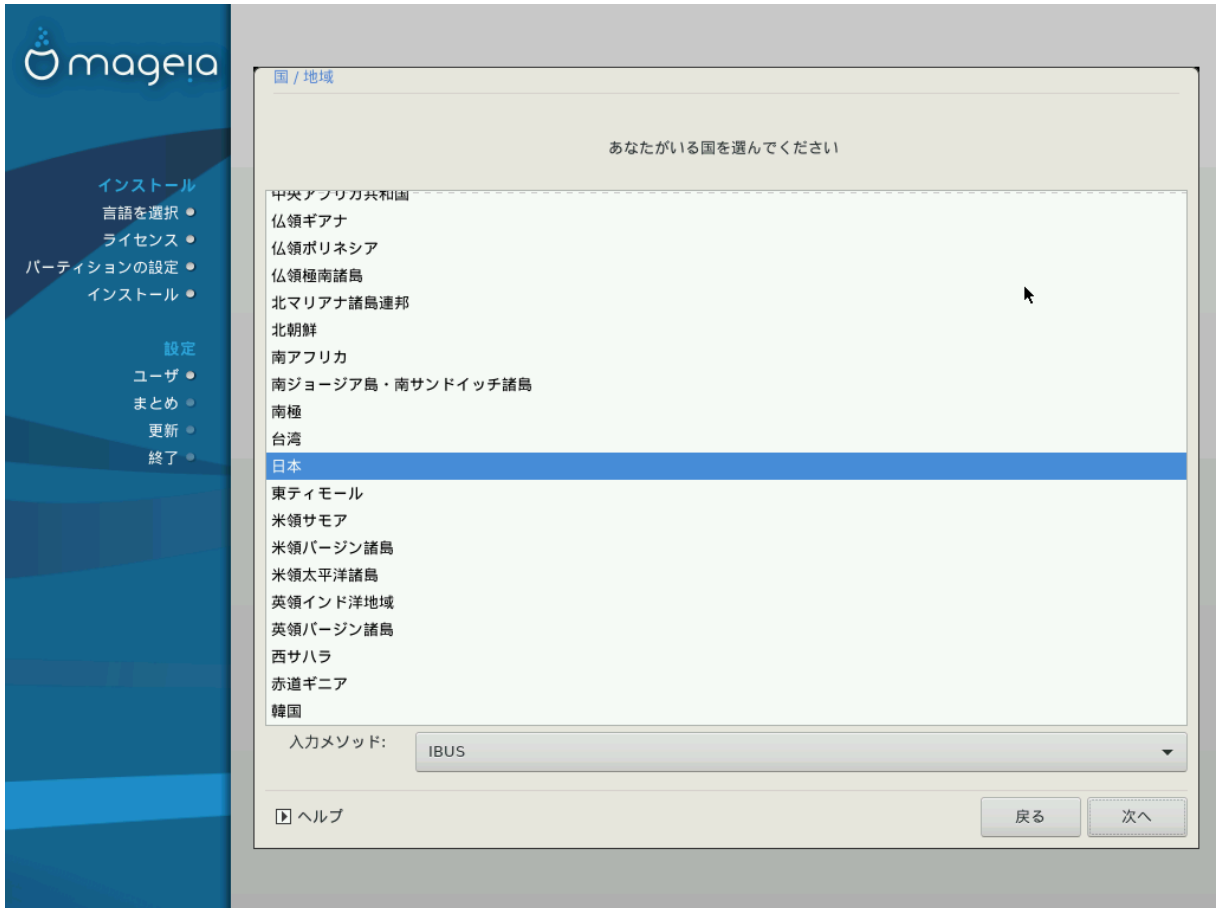 mageia
インストール
言語を選択
ライセンス
パーティションの設定
インストール
設定
ユーザ
まとめ
更新
終了
国 / 地域
あなたがいる国を選んでください
中央アフリカ共和国
仏領ギアナ
仏領ポリネシア
仏領極南諸島
北マリアナ諸島連邦
北朝鮮
南アフリカ
南ジョージア島・南サンドイッチ諸島
南極
台湾
日本
東ティモール
米領サモア
米領バージン諸島
米領太平洋諸島
英領インド洋地域
英領バージン諸島
西サハラ
赤道ギニア
韓国
入力メソッド: IBUS
ヘルプ
戻る
次へ